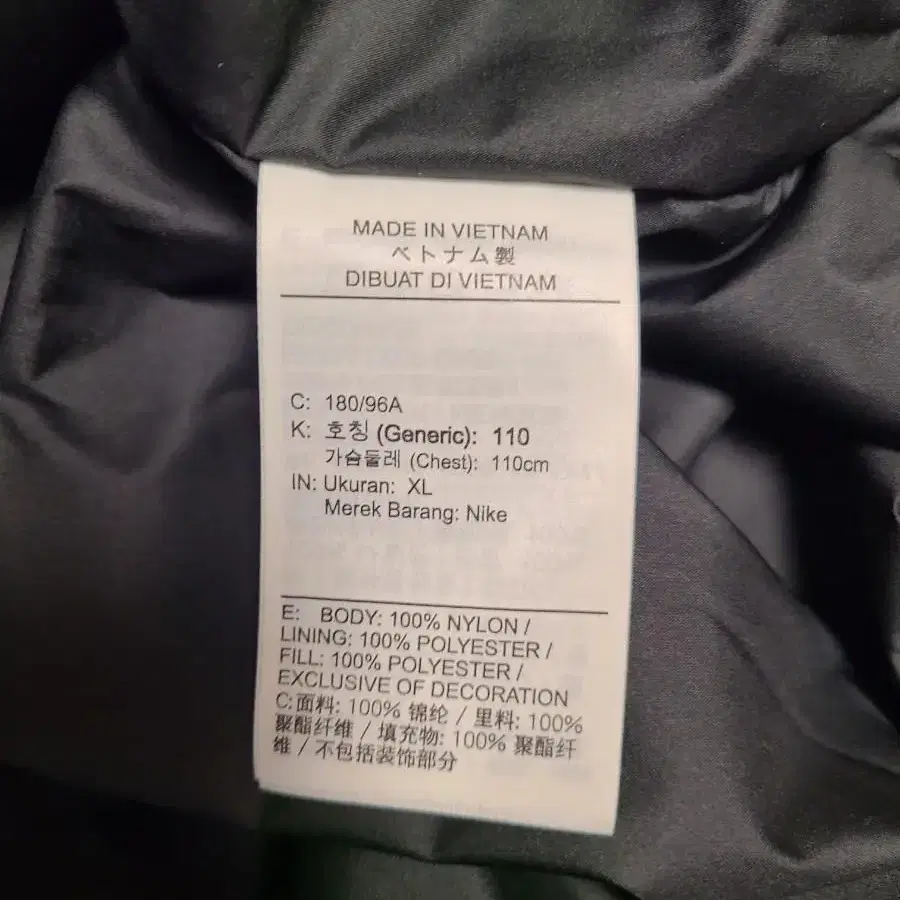 MADE IN VIETNAM
ベトナム製
DIBUAT DI VIETNAM
C: 180/96A
K: 호칭 (Generic): 110
가슴둘레 (Chest): 110cm
IN: Ukuran: XL
Merek Barang: Nike
E: BODY: 100% NYLON /
LINING: 100% POLYESTER /
FILL: 100% POLYESTER /
EXCLUSIVE OF DECORATION
C:面料: 100% 锦纶 / 里料: 100%
聚酯纤维 / 填充物: 100% 聚酯纤
维 / 不包括装饰部分